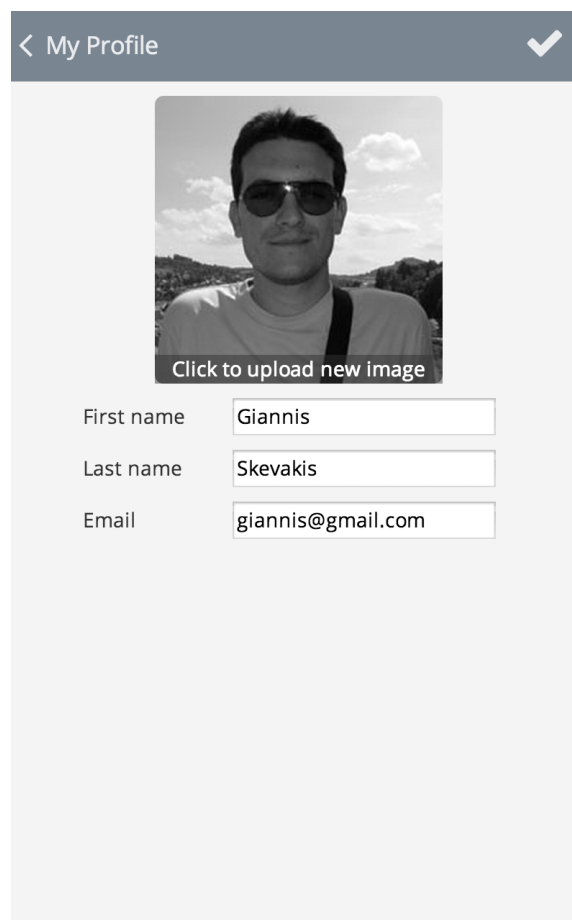 My Profile
Click to upload new image
First name Giannis
Last name Skevakis
Email giannis@gmail.com